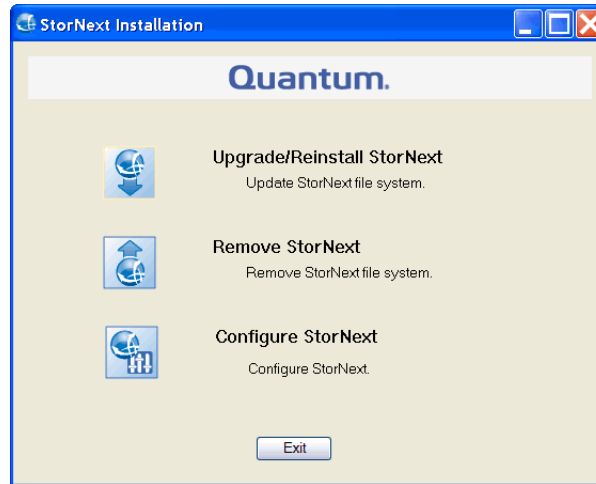 StorNext Installation
Quantum.
Upgrade/Reinstall StorNext
Update StorNext file system.
Remove StorNext
Remove StorNext file system.
Configure StorNext
Configure StorNext.
Exit